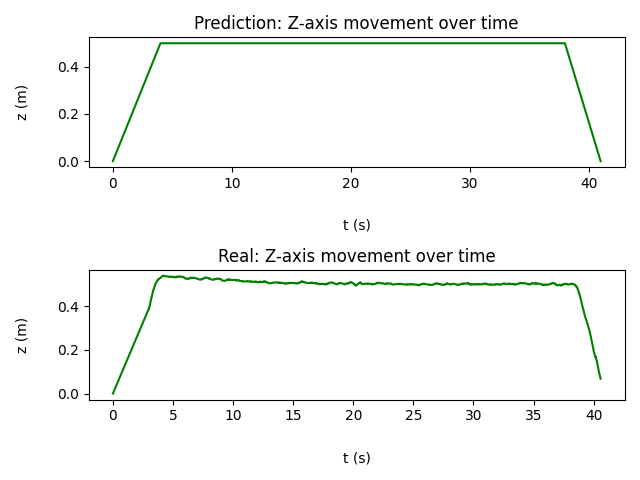 Prediction: Z-axis movement over time
z (m)
0.4
0.2
0.0
0 10 20 30 40
t (s)
Real: Z-axis movement over time
z (m)
0.4
0.2
0.0
0 5 10 15 20 25 30 35 40
t (s)